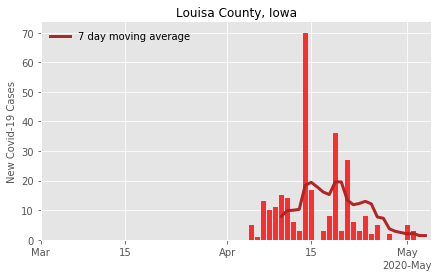 Louisa County, Iowa
7 day moving average
New Covid-19 Cases
70
60
50
40
30
20
10
0
Mar
15
Apr
15
May
2020-May